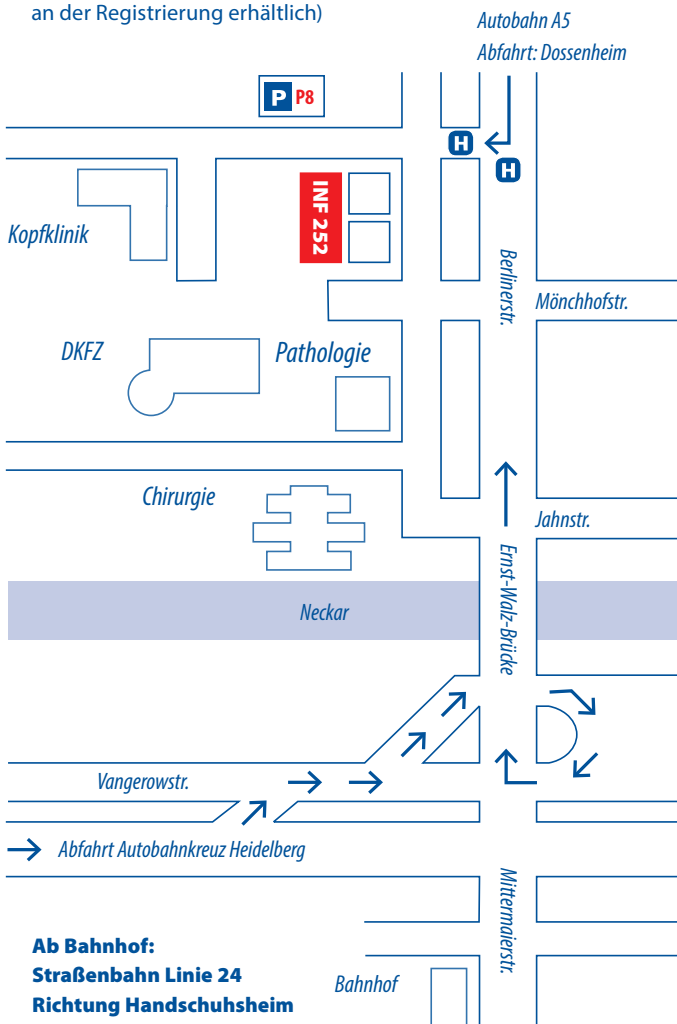 an der Registrierung erhältlich)
Autobahn A5
Abfahrt: Dossenheim
P P8
H
H
INF 252
Kopfklinik
Berlinerstr.
Mönchhofstr.
DKFZ
Pathologie
Chirurgie
Jahnstr.
Ernst-Walz-Brücke
Neckar
Vangerowstr.
Abfahrt Autobahnkreuz Heidelberg
Mittermaierstr.
Ab Bahnhof:
Straßenbahn Linie 24
Richtung Handschuhsheim
Bahnhof